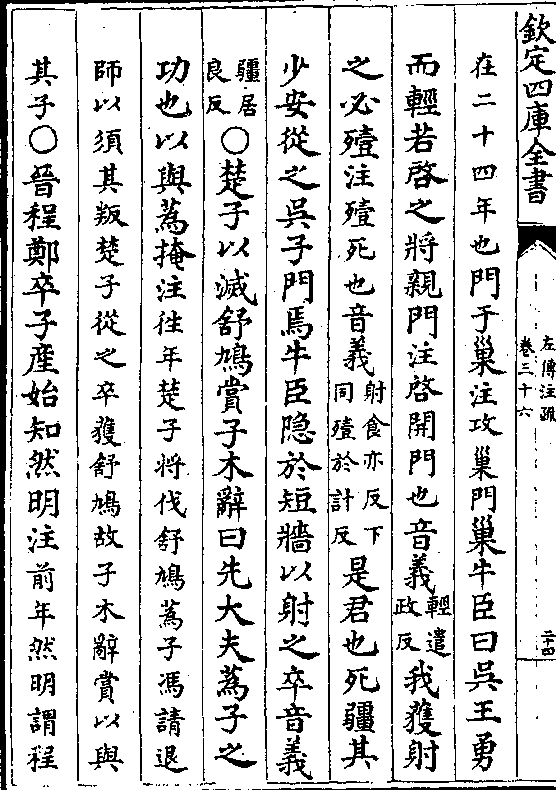 欽定四庫全書
左傳注疏
卷三十六
二十四
在二十四年也門于巢注攻巢門巢牛臣曰吳王勇
而輕若啓之將親門注啓開門也音義輕遣政反我獲射
之必殪注殪死也音義射食亦反下同殪於計反是君也死疆其
少安從之吳子門焉牛臣隱於短牆以射之卒音義
疆居良反○楚子以滅舒鳩賞子木辭曰先大夫蒍子之
功也以與蒍掩注往年楚子將伐舒鳩蒍子馮請退
師以須其叛楚子從之卒獲舒鳩故子木辭賞以與
其子○晉程鄭卒子產始知然明注前年然明謂程